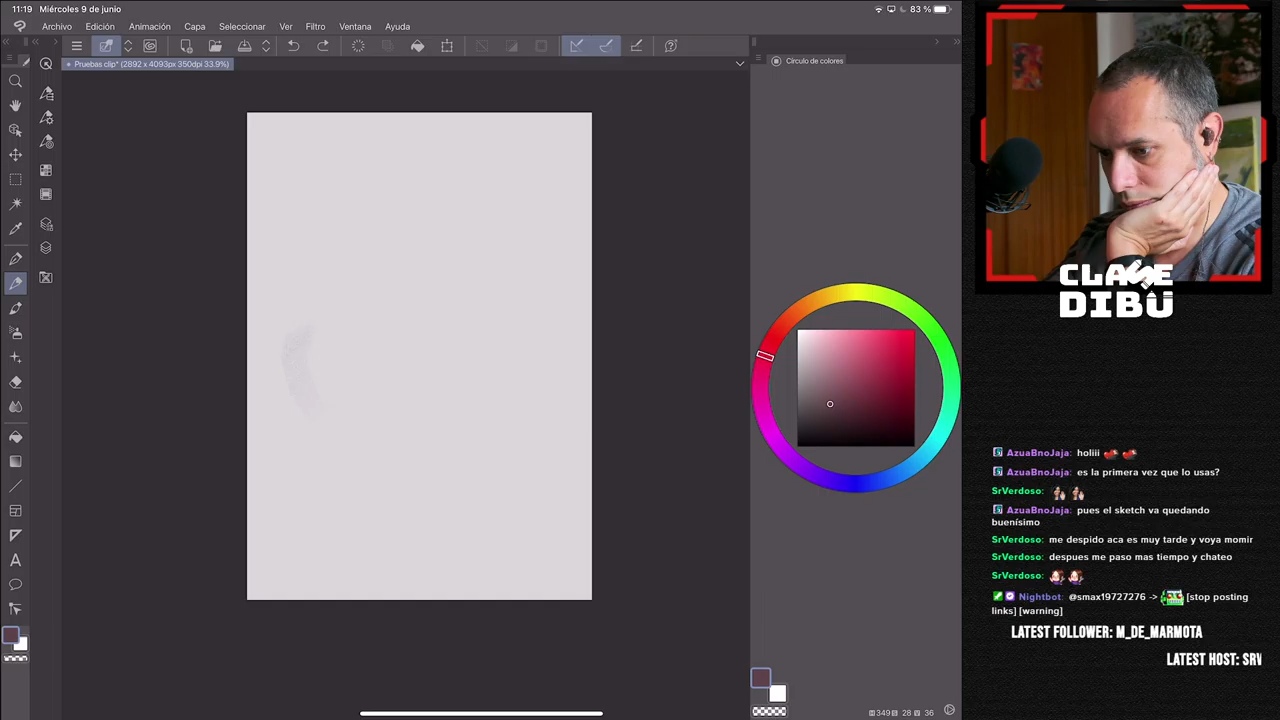 11:19 Miércoles 9 de junio
83 %
Archivo Edición Animación Capa Seleccionar Ver Filtro Ventana Ayuda
Pruebas clip* (2892 x 4093px 350dpi 33.9%)
Círculo de colores
A
349 28 36
CLASE
DIBU
AzuaBnoJaja: holiii
AzuaBnoJaja: es la primera vez que lo usas?
SrVerdoso:
AzuaBnoJaja: pues el sketch va quedando
buenísimo
SrVerdoso: me despido aca es muy tarde y voya momir
SrVerdoso: despues me paso mas tiempo y chateo
SrVerdoso:
Nightbot: @smax19727276 -> [stop posting
links] [warning]
LATEST FOLLOWER: M_DE_MARMOTA
LATEST HOST: SRV